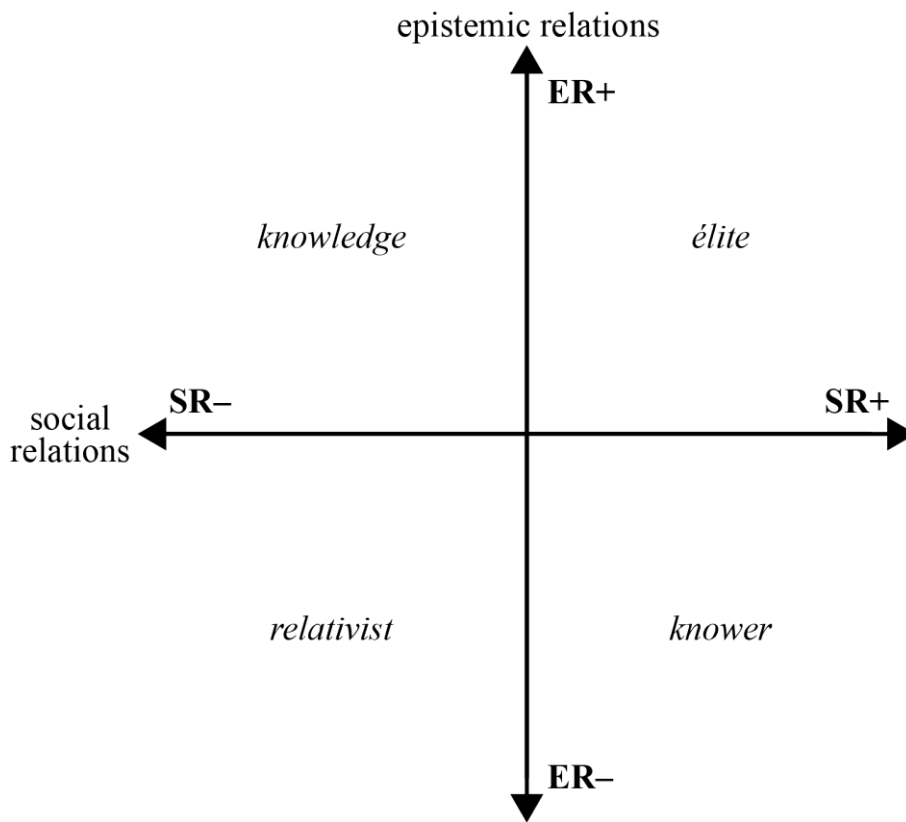 epistemic relations
ER+
knowledge
élite
SR–
SR+
social
relations
relativist
knower
ER–